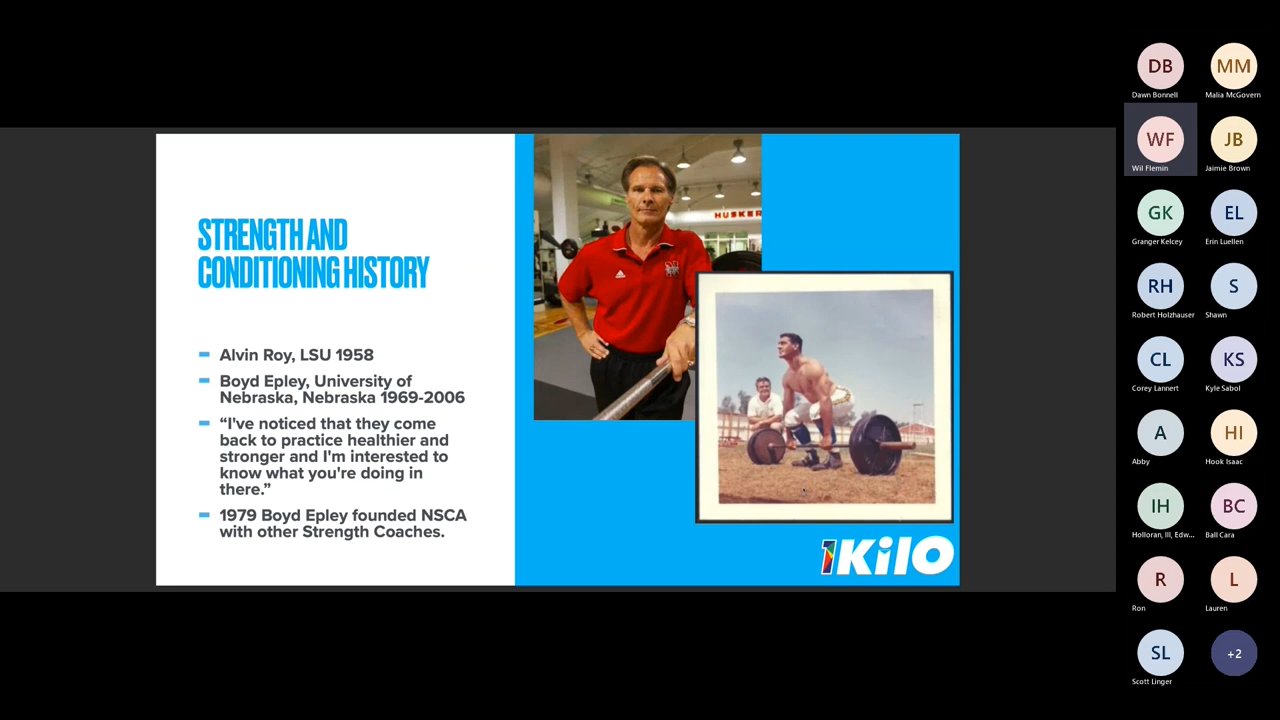 STRENGTH AND
CONDITIONING HISTORY
Alvin Roy, LSU 1958
Boyd Epley, University of
Nebraska, Nebraska 1969-2006
“I've noticed that they come
back to practice healthier and
stronger and I'm interested to
know what you're doing in
there.”
1979 Boyd Epley founded NSCA
with other Strength Coaches.
HUSKER
N
1Kilo
DB
Dawn Bonnell
MM
Malia McGovern
WF
Wil Flemin
JB
Jaimie Brown
GK
Granger Kelcey
EL
Erin Luellen
RH
Robert Holzhauser
S
Shawn
CL
Corey Lannert
KS
Kyle Sabol
A
Abby
HI
Hook Isaac
IH
Holloran, III, Edw...
BC
Ball Cara
R
Ron
L
Lauren
SL
Scott Linger
+2